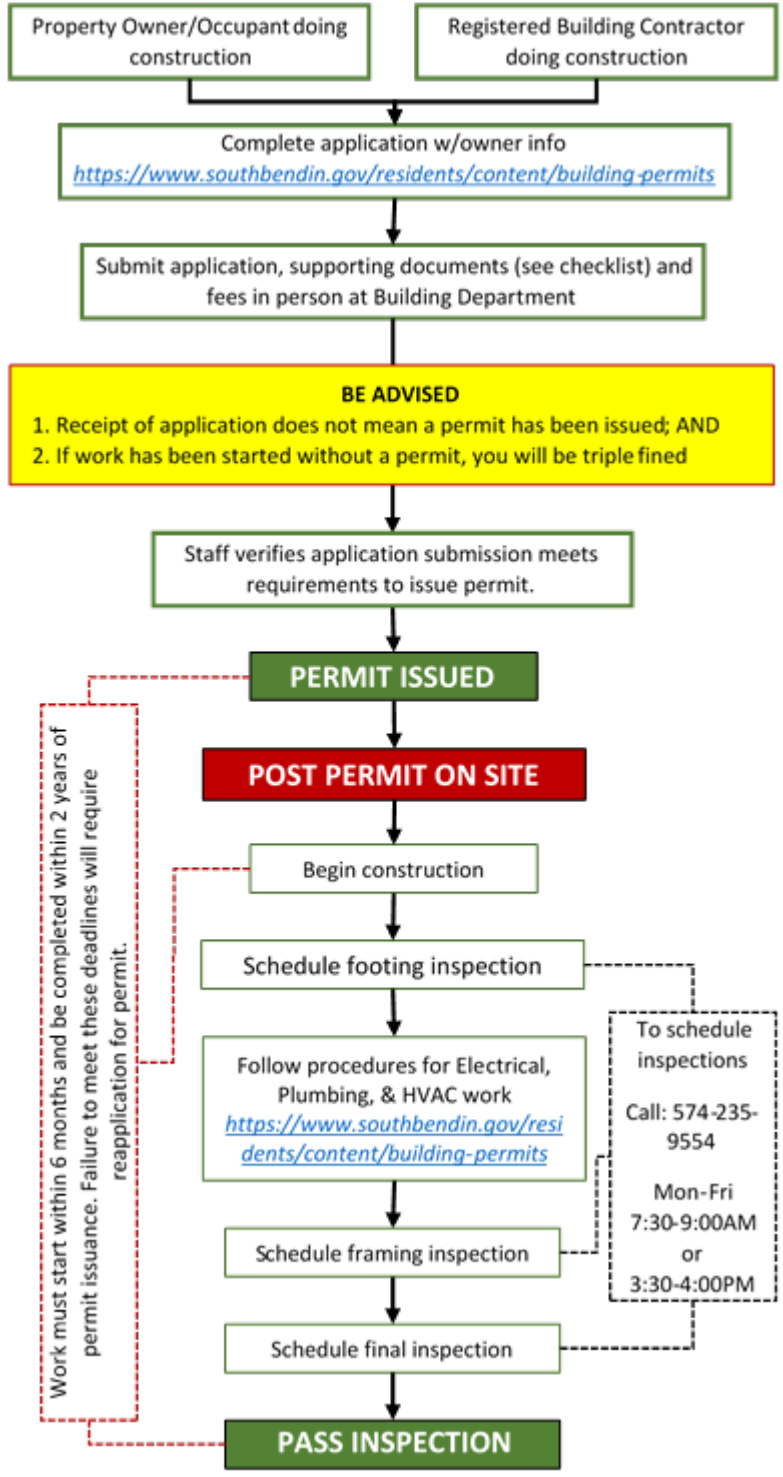 Property Owner/Occupant doing
construction
Registered Building Contractor
doing construction
Complete application w/owner info
https://www.southbendin.gov/residents/content/building-permits
Submit application, supporting documents (see checklist) and
fees in person at Building Department
BE ADVISED
1. Receipt of application does not mean a permit has been issued; AND
2. If work has been started without a permit, you will be triple fined
Staff verifies application submission meets
requirements to issue permit.
PERMIT ISSUED
POST PERMIT ON SITE
Work must start within 6 months and be completed within 2 years of
permit issuance. Failure to meet these deadlines will require
reapplication for permit.
Begin construction
Schedule footing inspection
Follow procedures for Electrical,
Plumbing, & HVAC work
https://www.southbendin.gov/resi
dents/content/building-permits
To schedule
inspections
Call: 574-235-
9554
Mon-Fri
7:30-9:00AM
or
3:30-4:00PM
Schedule framing inspection
Schedule final inspection
PASS INSPECTION